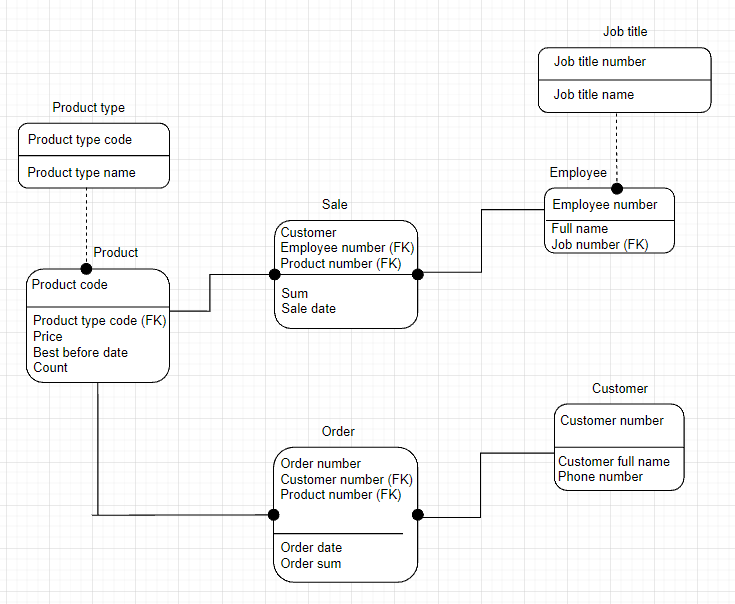 Job title
Job title number
Job title name
Product type
Product type code
Product type name
Employee
Employee number
Full name
Job number (FK)
Sale
Customer
Employee number (FK)
Product number (FK)
Sum
Sale date
Product
Product code
Product type code (FK)
Price
Best before date
Count
Customer
Customer number
Customer full name
Phone number
Order
Order number
Customer number (FK)
Product number (FK)
Order date
Order sum